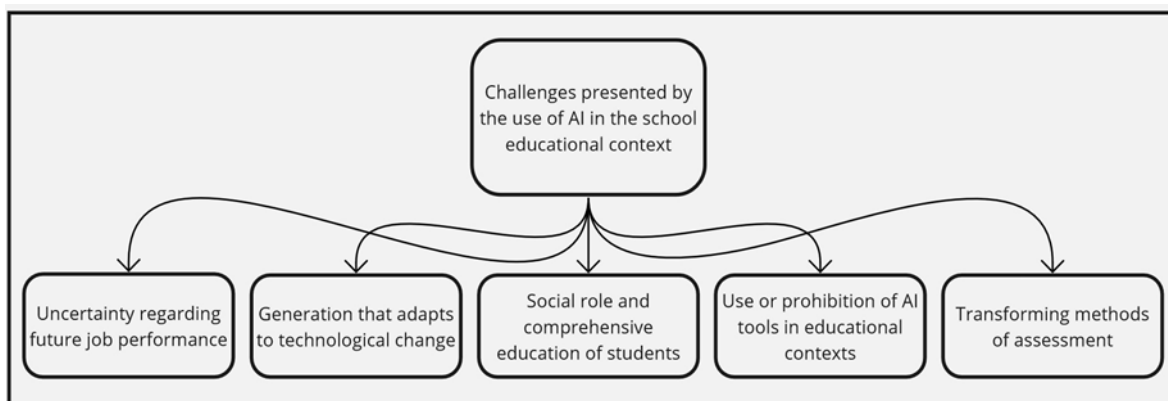 Challenges presented by
the use of AI in the school
educational context
Uncertainty regarding
future job performance
Generation that adapts
to technological change
Social role and
comprehensive
education of students
Use or prohibition of AI
tools in educational
contexts
Transforming methods
of assessment